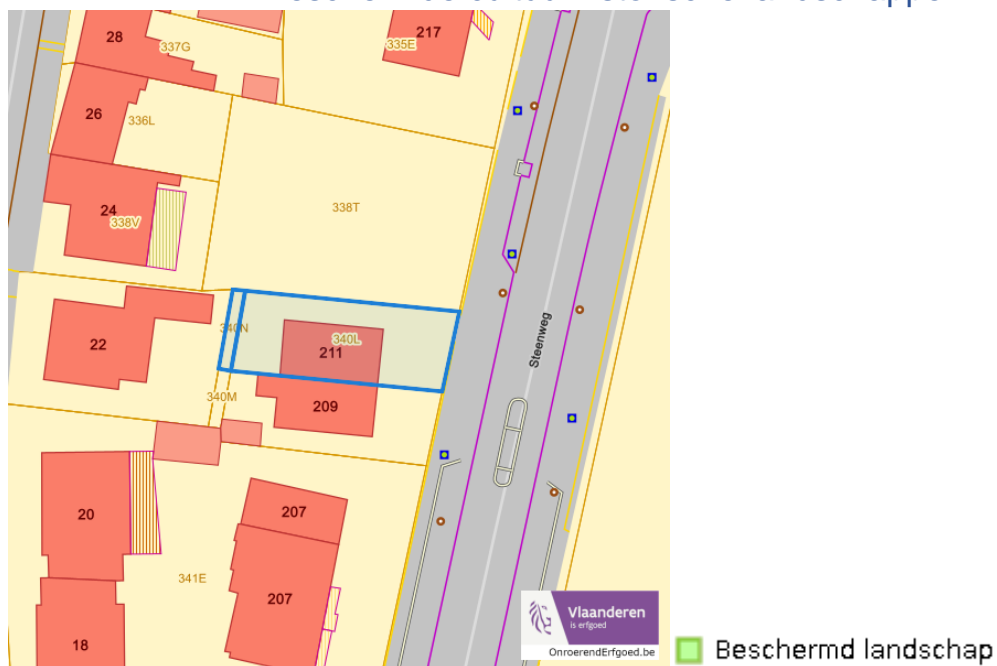 28
337G
217
335E
26
336L
24
338V
338T
22
340N
340L
211
340M
209
Steenweg
20
207
341E
207
18
Vlaanderen
is erfgoed
OnroerendErfgoed.be
Beschermd landschap